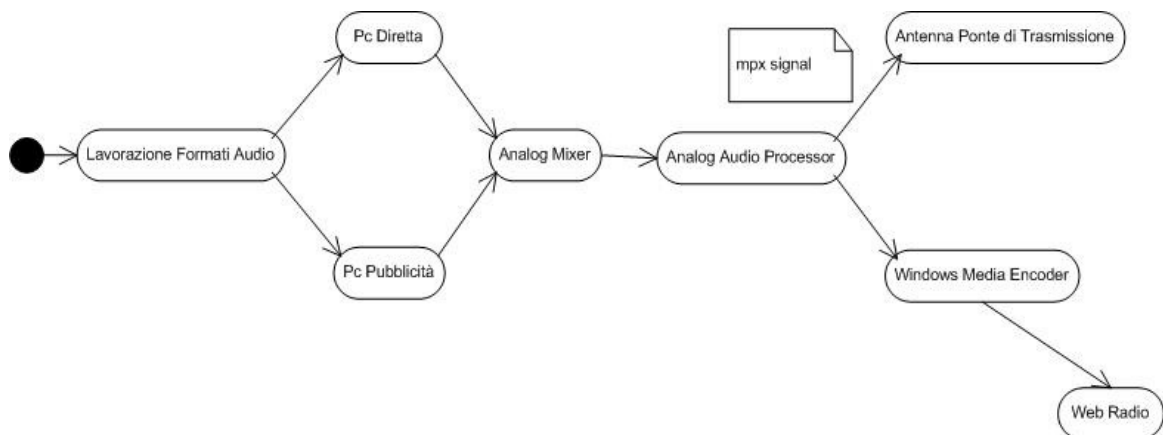 Pc Diretta
Antenna Ponte di Trasmissione
mpx signal
Lavorazione Formati Audio
Analog Mixer
Analog Audio Processor
Pc Pubblicità
Windows Media Encoder
Web Radio